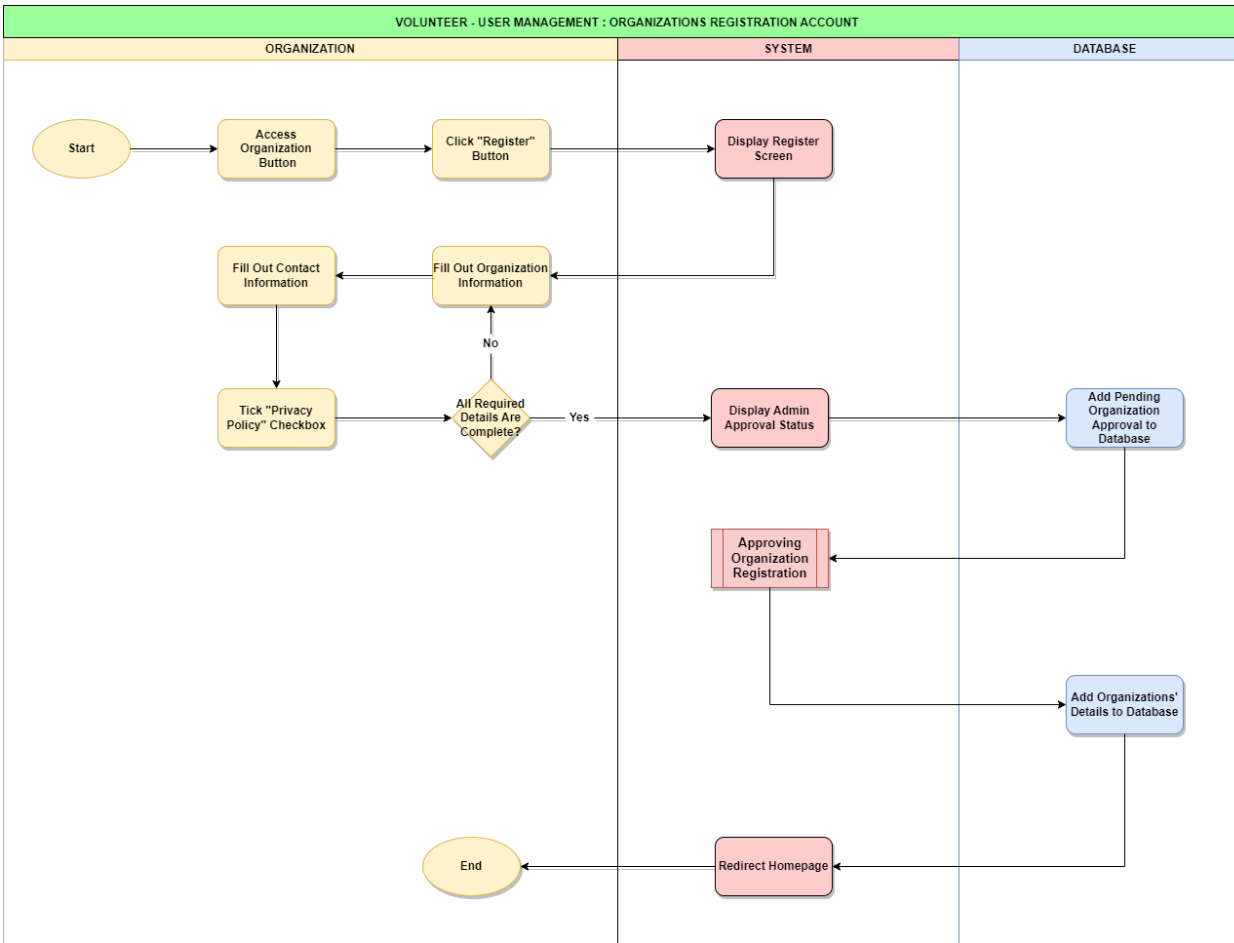 VOLUNTEER - USER MANAGEMENT : ORGANIZATIONS REGISTRATION ACCOUNT
ORGANIZATION
SYSTEM
DATABASE
Start
Access
Organization
Button
Click "Register"
Button
Display Register
Screen
Fill Out Contact
Information
Fill Out Organization
Information
No
Tick "Privacy
Policy" Checkbox
All Required
Details Are
Complete?
Yes
Display Admin
Approval Status
Add Pending
Organization
Approval to
Database
Approving
Organization
Registration
Add Organizations'
Details to Database
End
Redirect Homepage